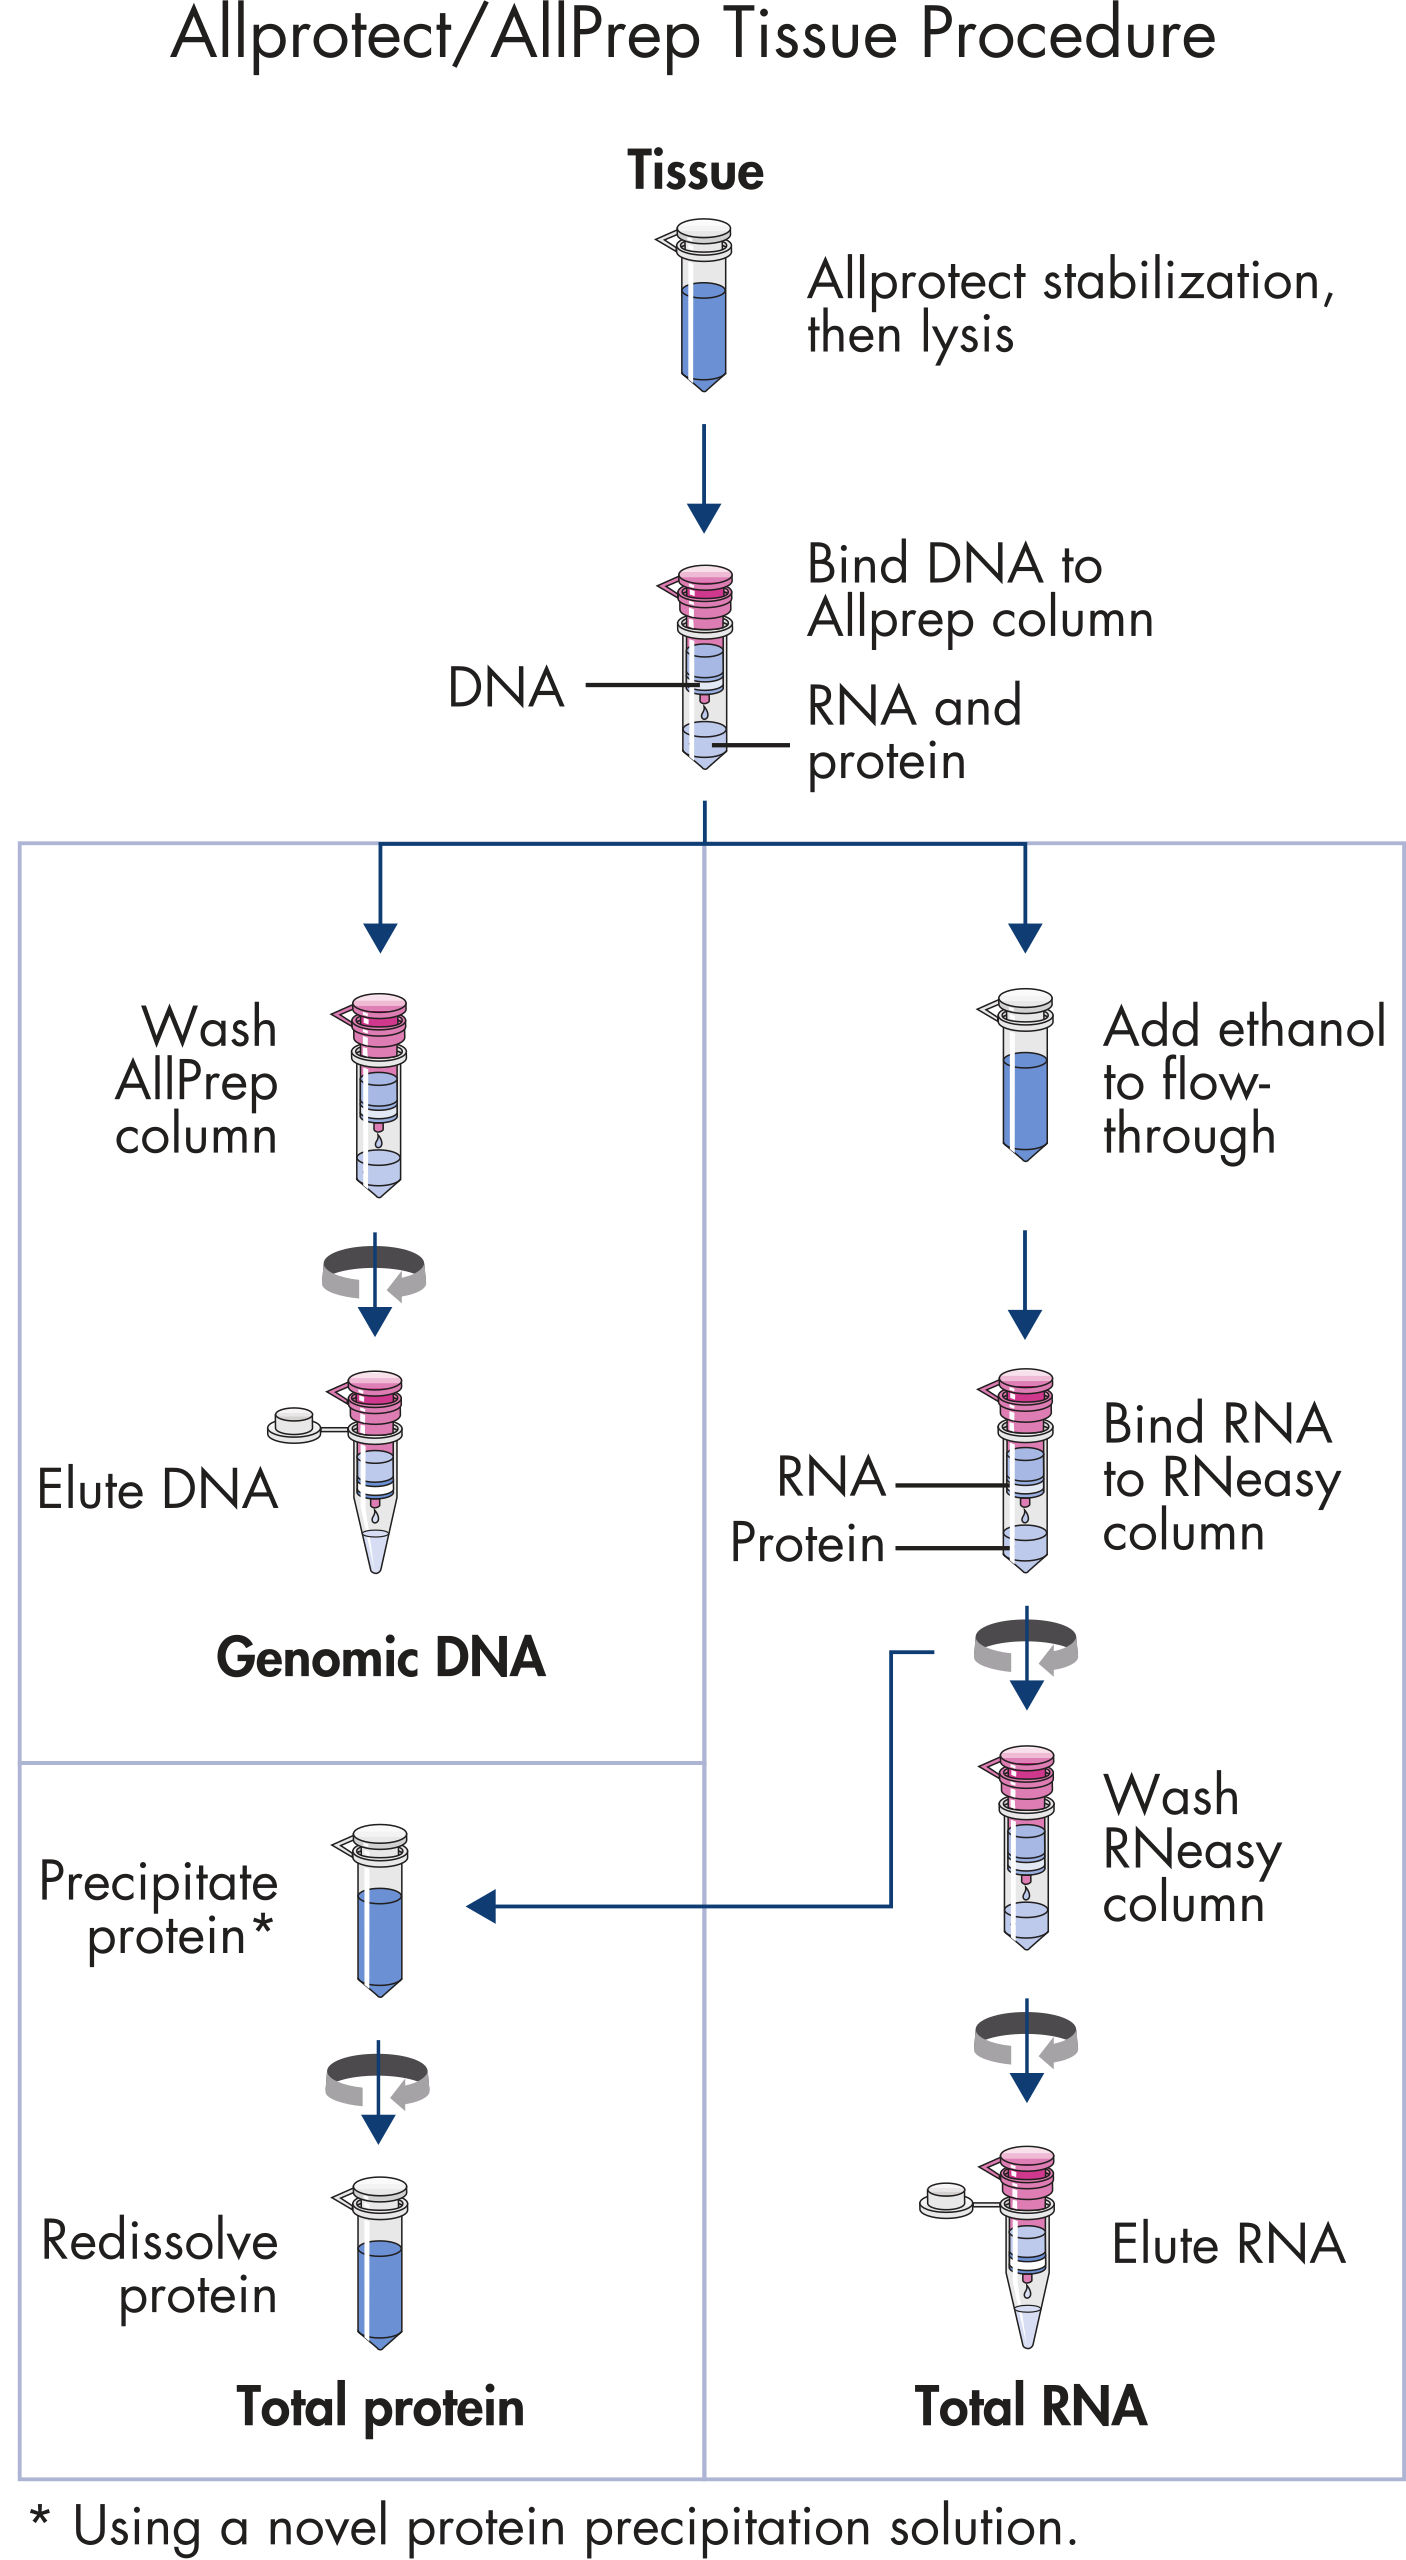 Allprotect/AllPrep Tissue Procedure
Tissue
Allprotect stabilization,
then lysis
Bind DNA to
Allprep column
DNA
RNA and
protein
Wash
AllPrep
column
Elute DNA
Genomic DNA
Add ethanol
to flow-
through
Bind RNA
to RNeasy
column
RNA
Protein
Wash
RNeasy
column
Elute RNA
Total RNA
Precipitate
protein*
Redissolve
protein
Total protein
* Using a novel protein precipitation solution.